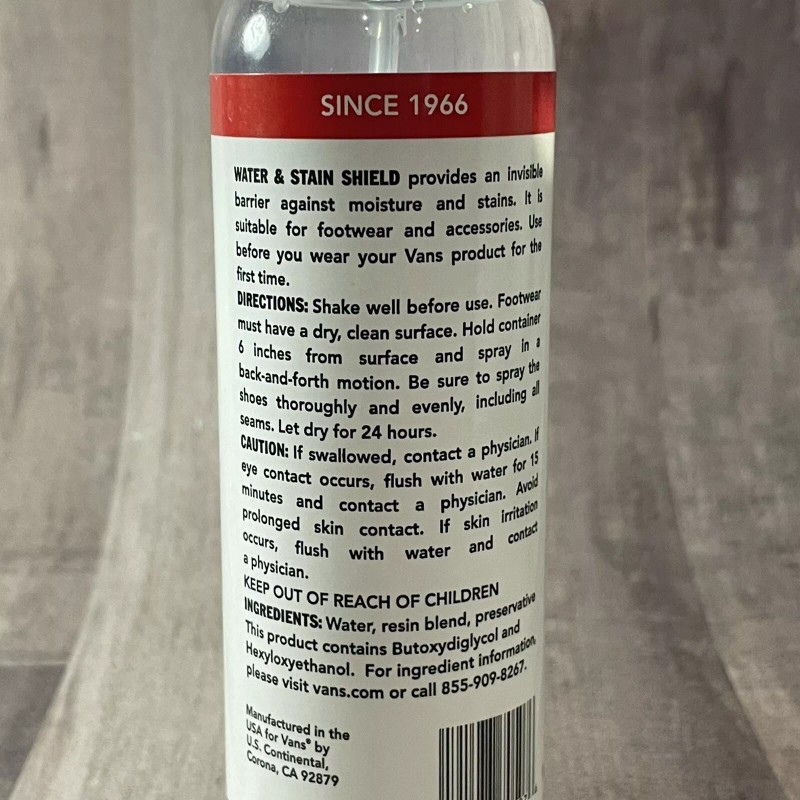 SINCE 1966
WATER & STAIN SHIELD provides an invisible
barrier against moisture and stains. It is
suitable for footwear and accessories. Use
before you wear your Vans product for the
first time.
DIRECTIONS: Shake well before use. Footwear
must have a dry, clean surface. Hold container
6 inches from surface and spray in a
back-and-forth motion. Be sure to spray the
shoes thoroughly and evenly, including all
seams. Let dry for 24 hours.
CAUTION: If swallowed, contact a physician. If
eye contact occurs, flush with water for 15
minutes and contact a physician. Avoid
prolonged skin contact. If skin irritation
occurs, flush with water and contact
a physician.
KEEP OUT OF REACH OF CHILDREN
INGREDIENTS: Water, resin blend, preservative
This product contains Butoxydiglycol and
Hexyloxyethanol. For ingredient information,
please visit vans.com or call 855-909-8267.
Manufactured in the
USA for Vans® by
U.S. Continental,
Corona, CA 92879